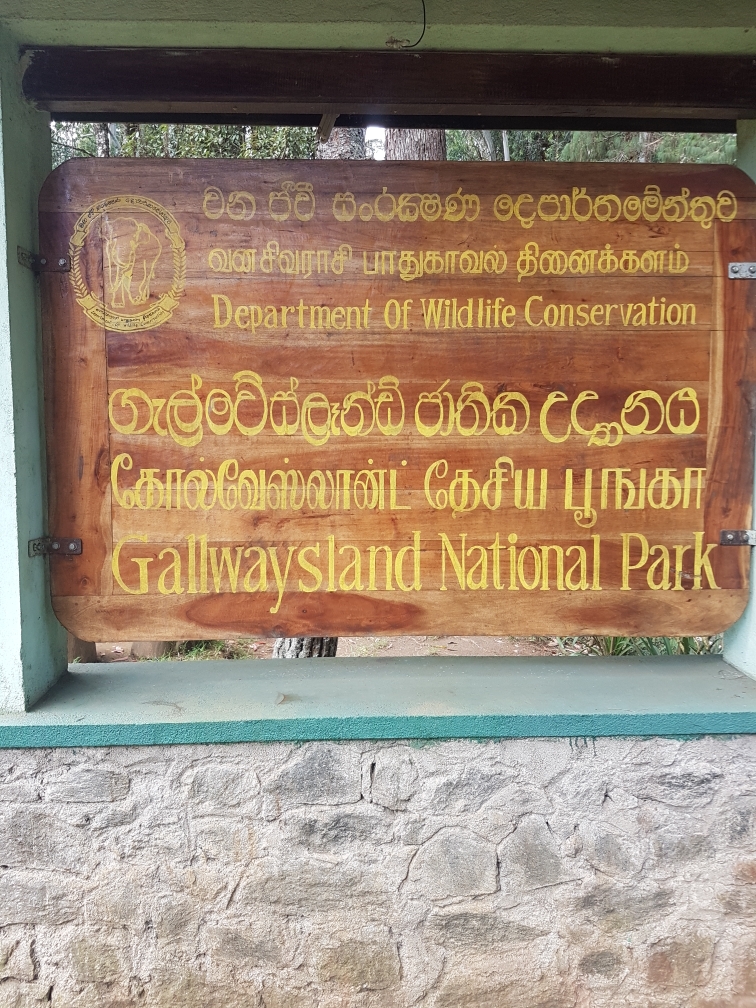 වන ජීවී සංරක්ෂණ දෙපාර්තමේන්තුව
வனசிவராசி பாதுகாவல் திணைக்களம்
Department Of Wildlife Conservation
ගැල්වේස්ලෑන්ඩ් ජාතික උද්‍යානය
கோல்வேஸ்லான்ட் தேசிய பூங்கா
Gallwaysland National Park